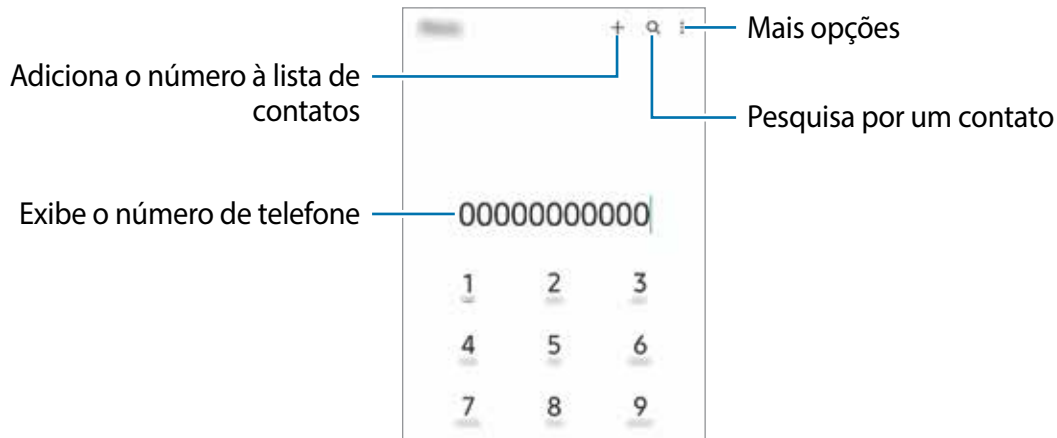 Mais opções
Adiciona o número à lista de
contatos
Pesquisa por um contato
Exibe o número de telefone
00000000000
1 2 3
4 5 6
7 8 9